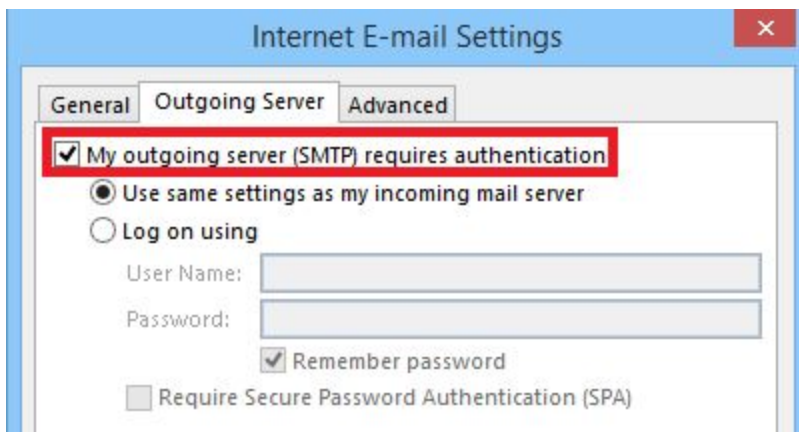 Internet E-mail Settings
General Outgoing Server Advanced
My outgoing server (SMTP) requires authentication
Use same settings as my incoming mail server
Log on using
User Name:
Password:
Remember password
Require Secure Password Authentication (SPA)